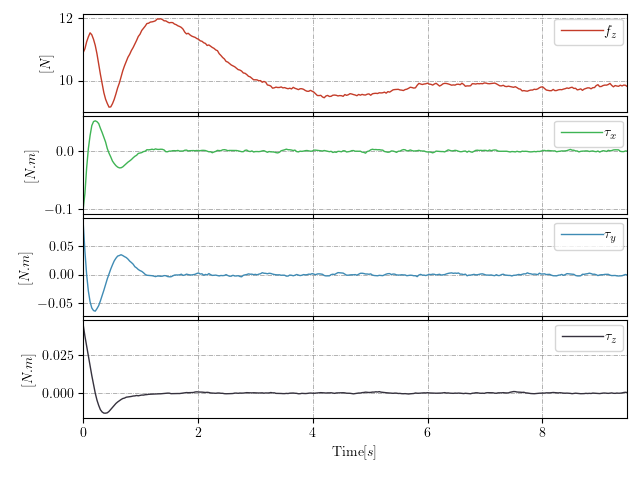 12
10
[N]
f_z
0.0
−0.1
[N.m]
τ_x
0.05
0.00
−0.05
[N.m]
τ_y
0.025
0.000
[N.m]
τ_z
0 2 4 6 8
Time[s]